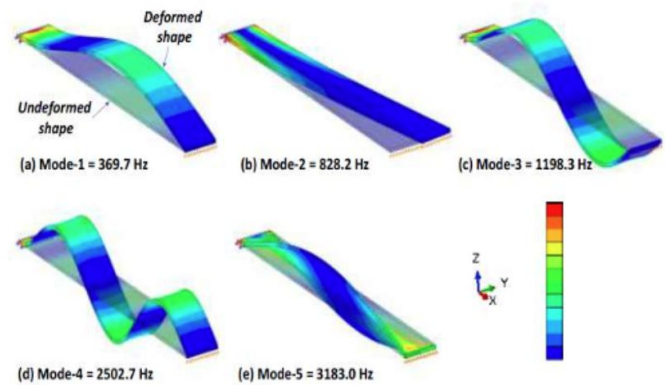 Deformed
shape
Undeformed
shape
(a) Mode-1 = 369.7 Hz
(b) Mode-2 = 828.2 Hz
(c) Mode-3 = 1198.3 Hz
Z
Y
X
(d) Mode-4 = 2502.7 Hz
(e) Mode-5 = 3183.0 Hz